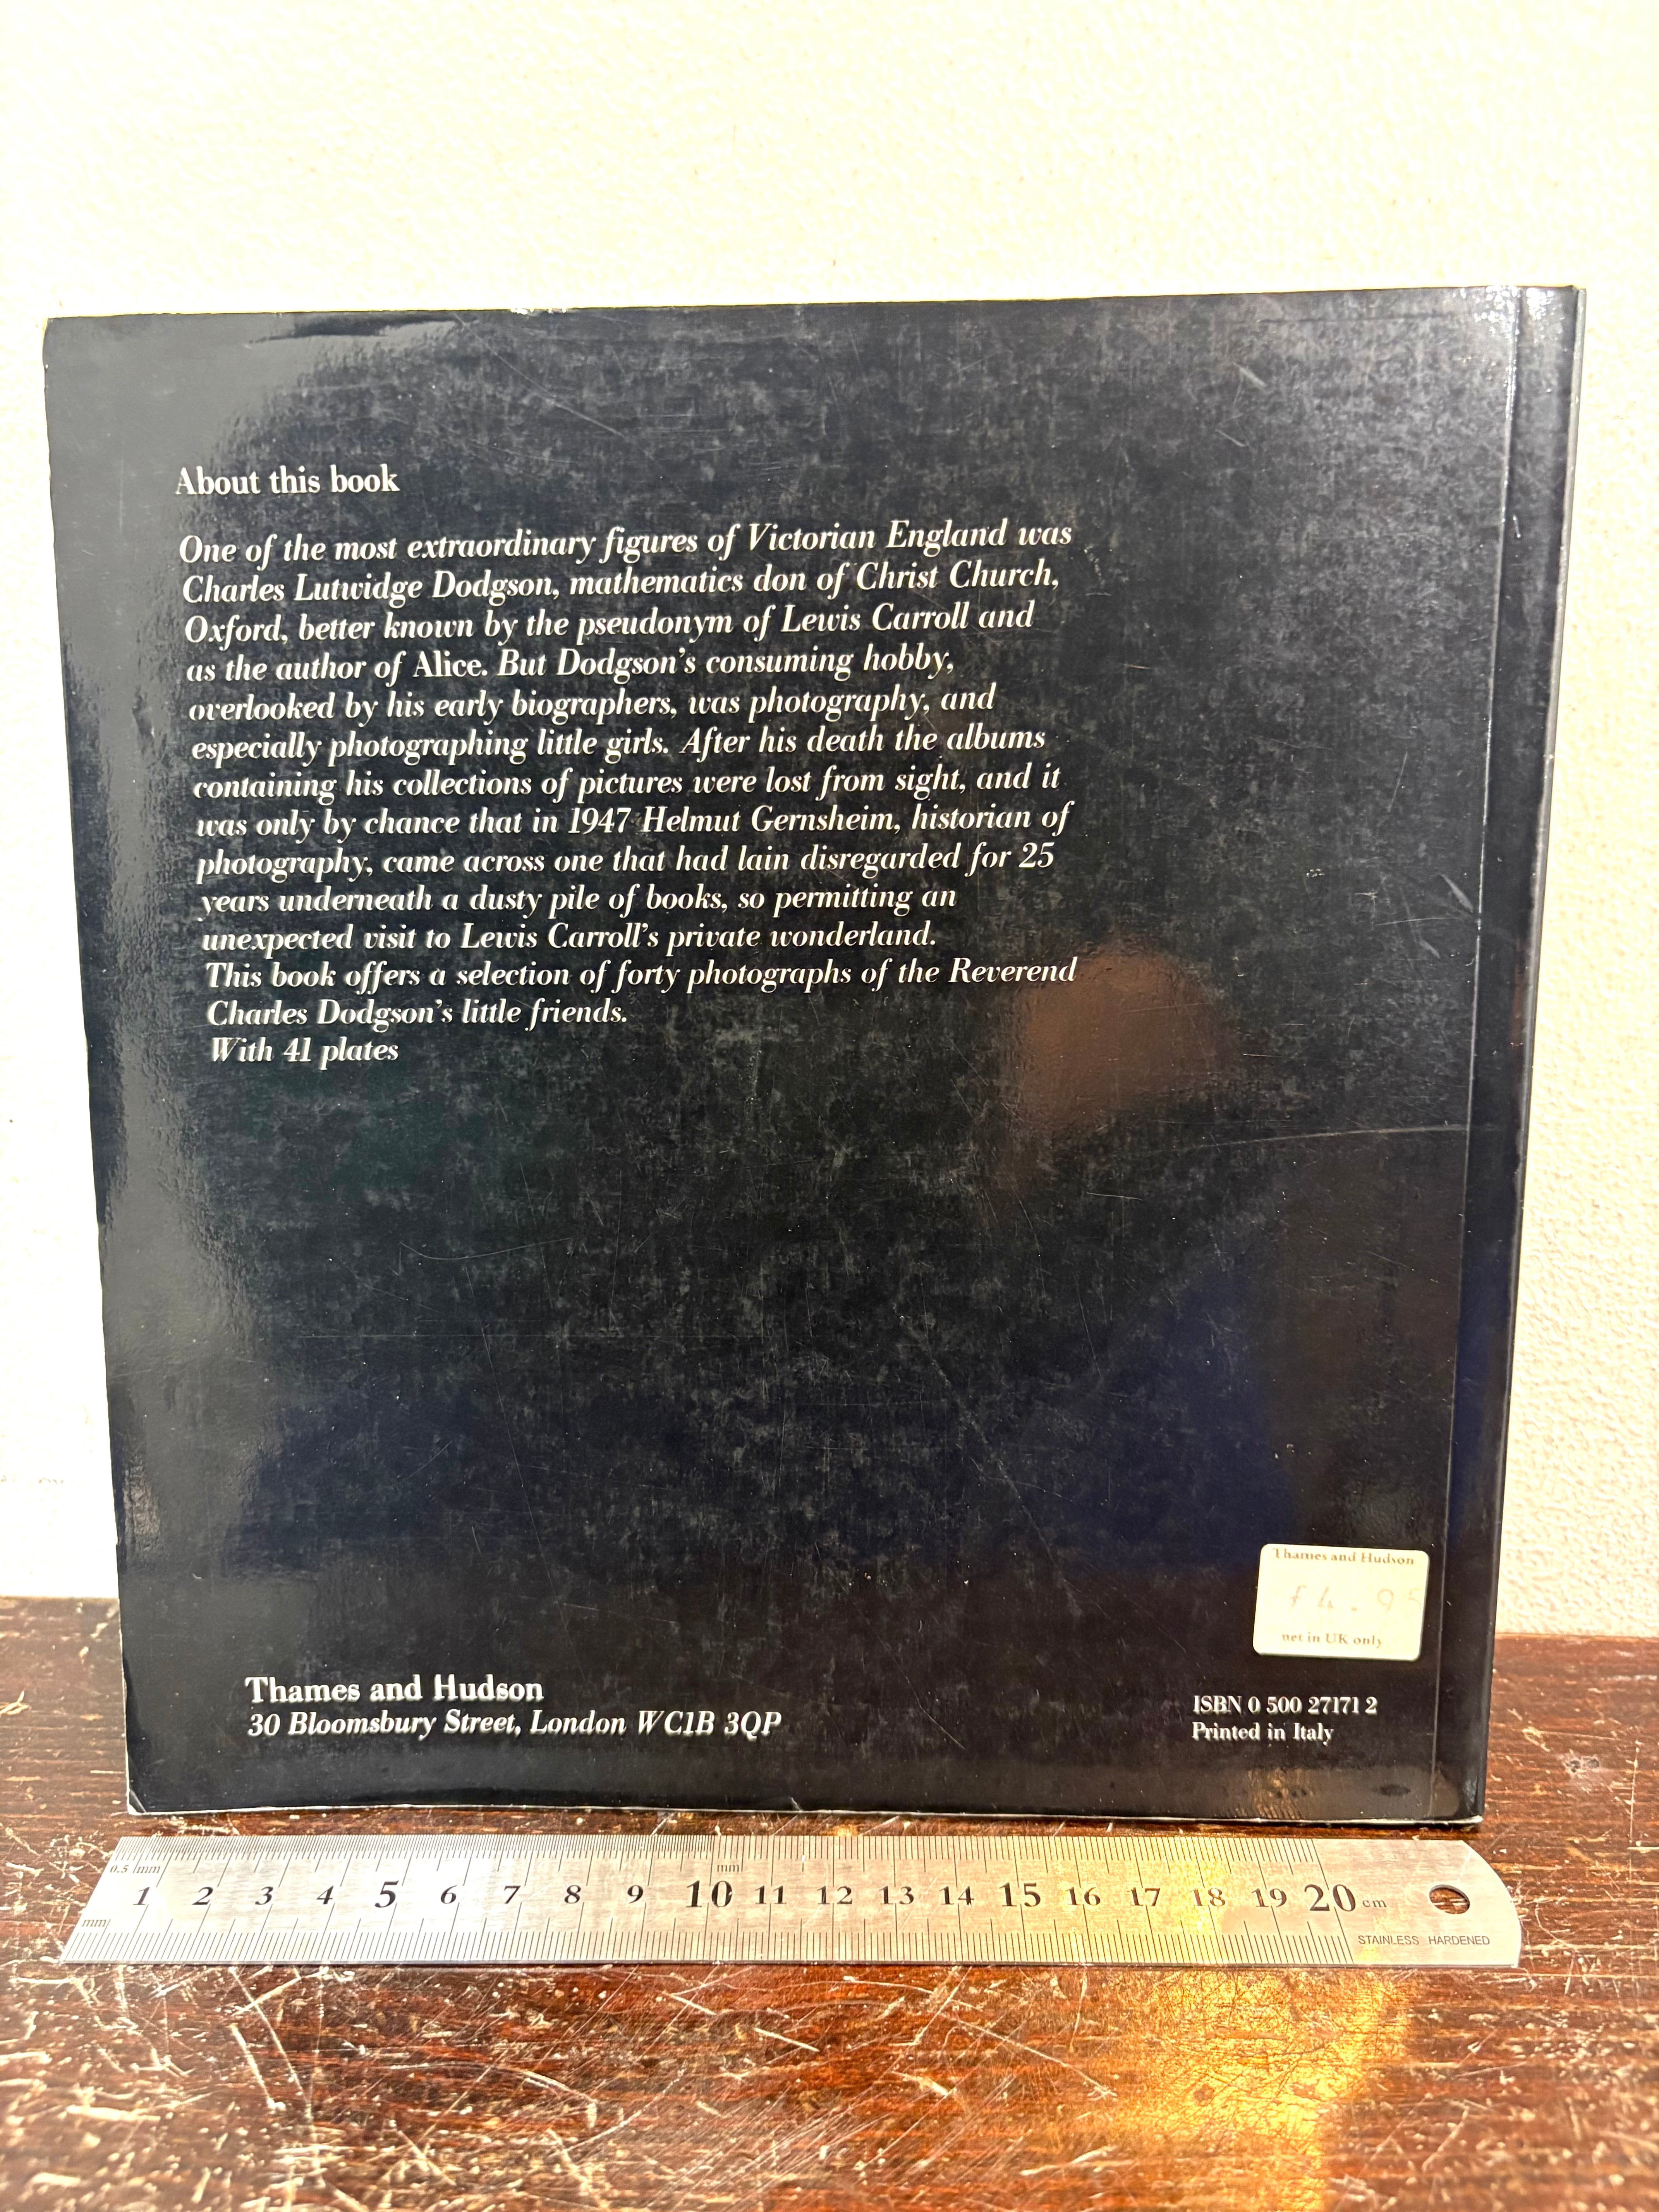 About this book
One of the most extraordinary figures of Victorian England was
Charles Lutwidge Dodgson, mathematics don of Christ Church,
Oxford, better known by the pseudonym of Lewis Carroll and
as the author of Alice. But Dodgson's consuming hobby,
overlooked by his early biographers, was photography, and
especially photographing little girls. After his death the albums
containing his collections of pictures were lost from sight, and it
was only by chance that in 1947 Helmut Gernsheim, historian of
photography, came across one that had lain disregarded for 25
years underneath a dusty pile of books, so permitting an
unexpected visit to Lewis Carroll's private wonderland.
This book offers a selection of forty photographs of the Reverend
Charles Dodgson's little friends.
With 41 plates
Thames and Hudson
net in UK only
Thames and Hudson
30 Bloomsbury Street, London WC1B 3QP
ISBN 0 500 27171 2
Printed in Italy
0.5 mm
mm
1 2 3 4 5 6 7 8 9 10 11 12 13 14 15 16 17 18 19 20 cm
mm
STAINLESS HARDENED